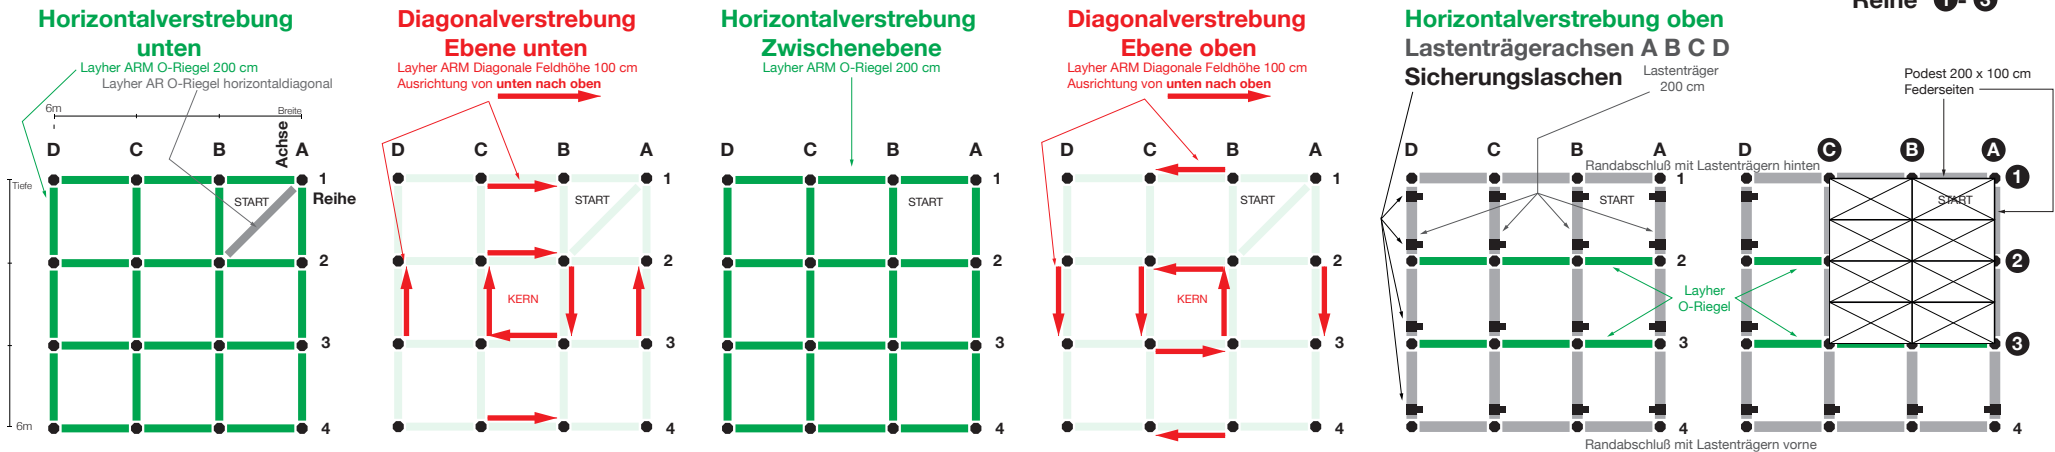 Horizontalverstrebung
unten
Layher ARM O-Riegel 200 cm
Layher AR O-Riegel horizontaldiagonal
6m
Breite
Achse
D C B A
1
Tiefe
Reihe
START
2
3
6m
4
Diagonalverstrebung
Ebene unten
Layher ARM Diagonale Feldhöhe 100 cm
Ausrichtung von unten nach oben
D C B A
1
START
2
KERN
3
4
Horizontalverstrebung
Zwischenebene
Layher ARM O-Riegel 200 cm
D C B A
1
START
2
3
4
Diagonalverstrebung
Ebene oben
Layher ARM Diagonale Feldhöhe 100 cm
Ausrichtung von unten nach oben
D C B A
1
START
2
KERN
3
4
Horizontalverstrebung oben
Lastenträgerachsen A B C D
Sicherungslaschen
Lastenträger
200 cm
D C B A
Randabschluß mit Lastenträgern hinten
1
START
2
Layher
O-Riegel
3
4
Randabschluß mit Lastenträgern vorne
Reihe 1 - 3
Podest 200 x 100 cm
Federseiten
D C B A
1
START
2
3
4